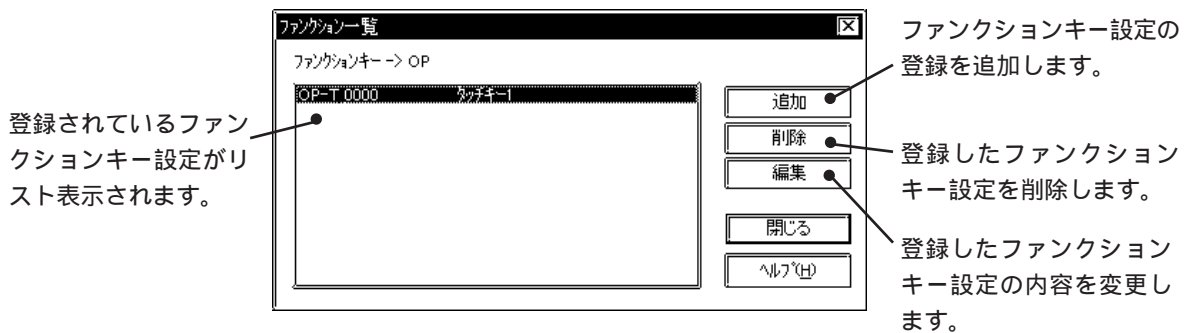 ファンクション一覧
ファンクションキー -> OP
OP-T 0000 タッチキー1
追加
削除
編集
閉じる
ヘルプ(H)
登録されているファン
クションキー設定がリ
スト表示されます。
ファンクションキー設定の
登録を追加します。
登録したファンクション
キー設定を削除します。
登録したファンクション
キー設定の内容を変更し
ます。